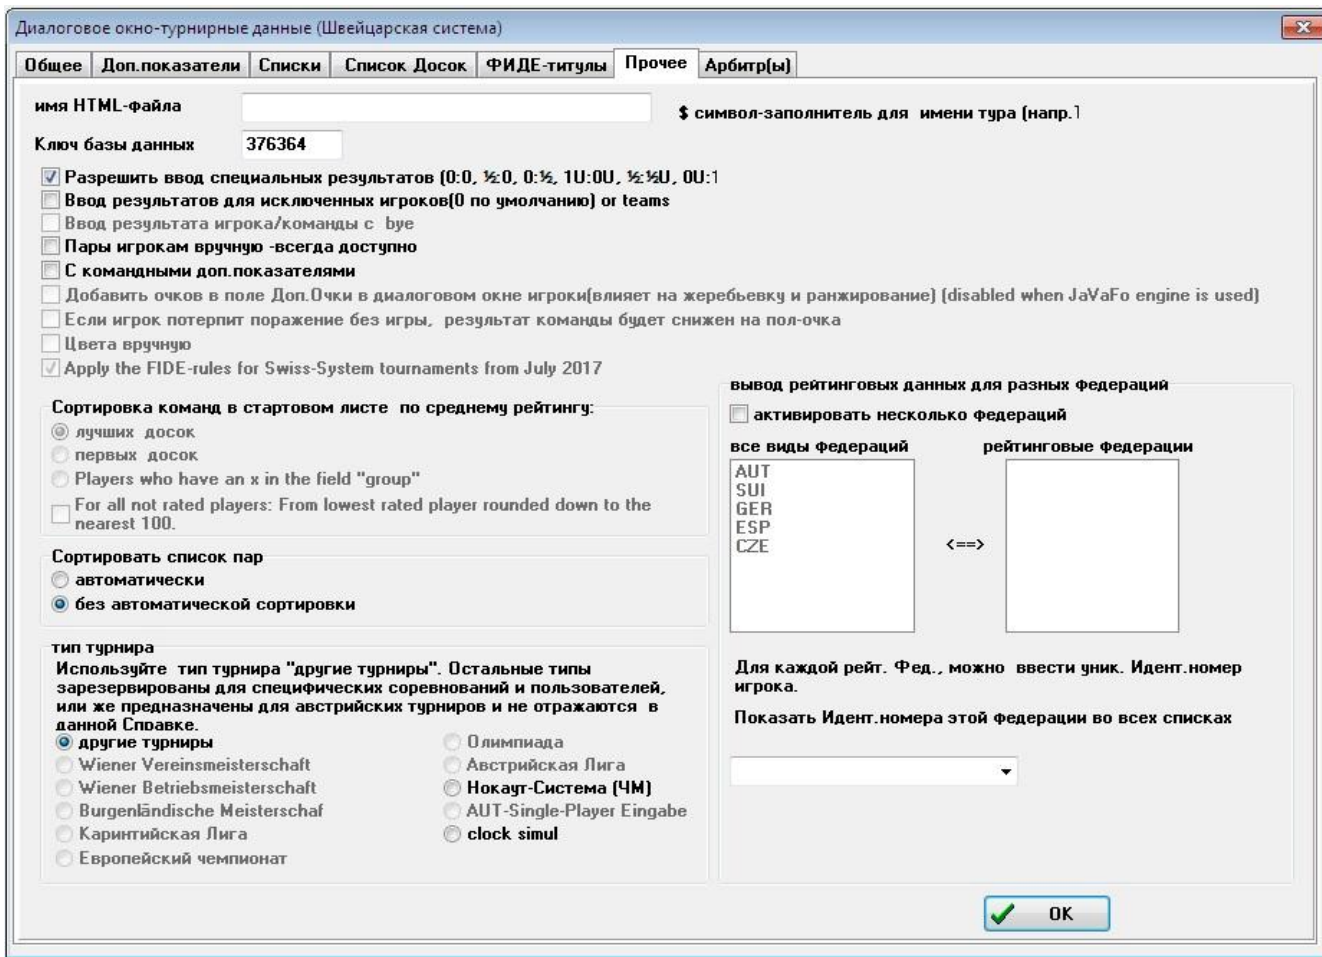 Диалоговое окно-турнирные данные (Швейцарская система)
Общее Доп.показатели Списки Список Досок ФИДЕ-титулы Прочее Арбитр(ы)
имя HTML-файла
$ символ-заполнитель для имени тура (напр.1
Ключ базы данных 376364
Разрешить ввод специальных результатов (0:0, ½:0, 0:½, 1U:0U, ½:½U, 0U:1
Ввод результатов для исключенных игроков(0 по умолчанию) or teams
Ввод результата игрока/команды с bye
Пары игрокам вручную -всегда доступно
С командными доп.показателями
Добавить очков в поле Доп.Очки в диалоговом окне игроки(влияет на жеребьевку и ранжирование) (disabled when JaVaFo engine is used)
Если игрок потерпит поражение без игры, результат команды будет снижен на пол-очка
Цвета вручную
Apply the FIDE-rules for Swiss-System tournaments from July 2017
Сортировка команд в стартовом листе по среднему рейтингу:
лучших досок
первых досок
Players who have an x in the field "group"
For all not rated players: From lowest rated player rounded down to the
nearest 100.
Сортировать список пар
автоматически
без автоматической сортировки
тип турнира
Используйте тип турнира "другие турниры". Остальные типы
зарезервированы для специфических соревнований и пользователей,
или же предназначены для австрийских турниров и не отражаются в
данной Справке.
другие турниры
Wiener Vereinsmeisterschaft
Wiener Betriebsmeisterschaft
Burgenländische Meisterschaf
Каринтийская Лига
Европейский чемпионат
Олимпиада
Австрийская Лига
Нокаут-Система (ЧМ)
AUT-Single-Player Eingabe
clock simul
вывод рейтинговых данных для разных федераций
активировать несколько федераций
все виды федераций
рейтинговые федерации
AUT
SUI
GER
ESP
CZE
<==>
Для каждой рейт. Фед., можно ввести уник. Идент.номер
игрока.
Показать Идент.номера этой федерации во всех списках
OK